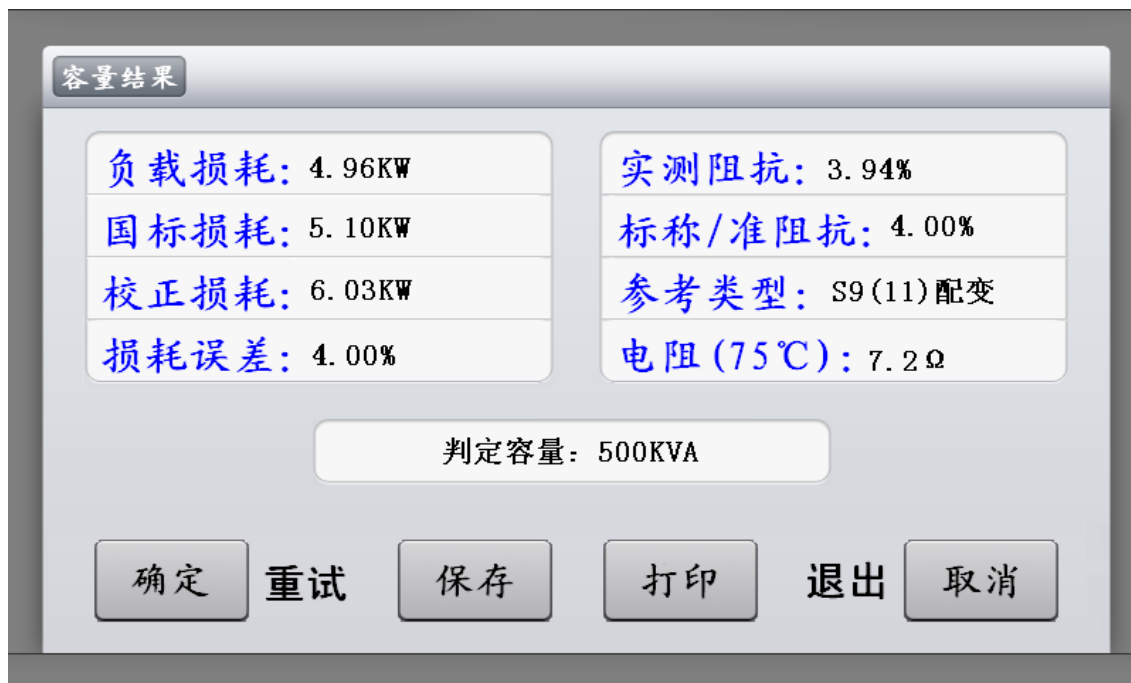 容量结果
负载损耗: 4.96KW
国标损耗: 5.10KW
校正损耗: 6.03KW
损耗误差: 4.00%
实测阻抗: 3.94%
标称/准阻抗: 4.00%
参考类型: S9(11)配变
电阻(75℃): 7.2Ω
判定容量: 500KVA
确定 重试 保存 打印 退出 取消